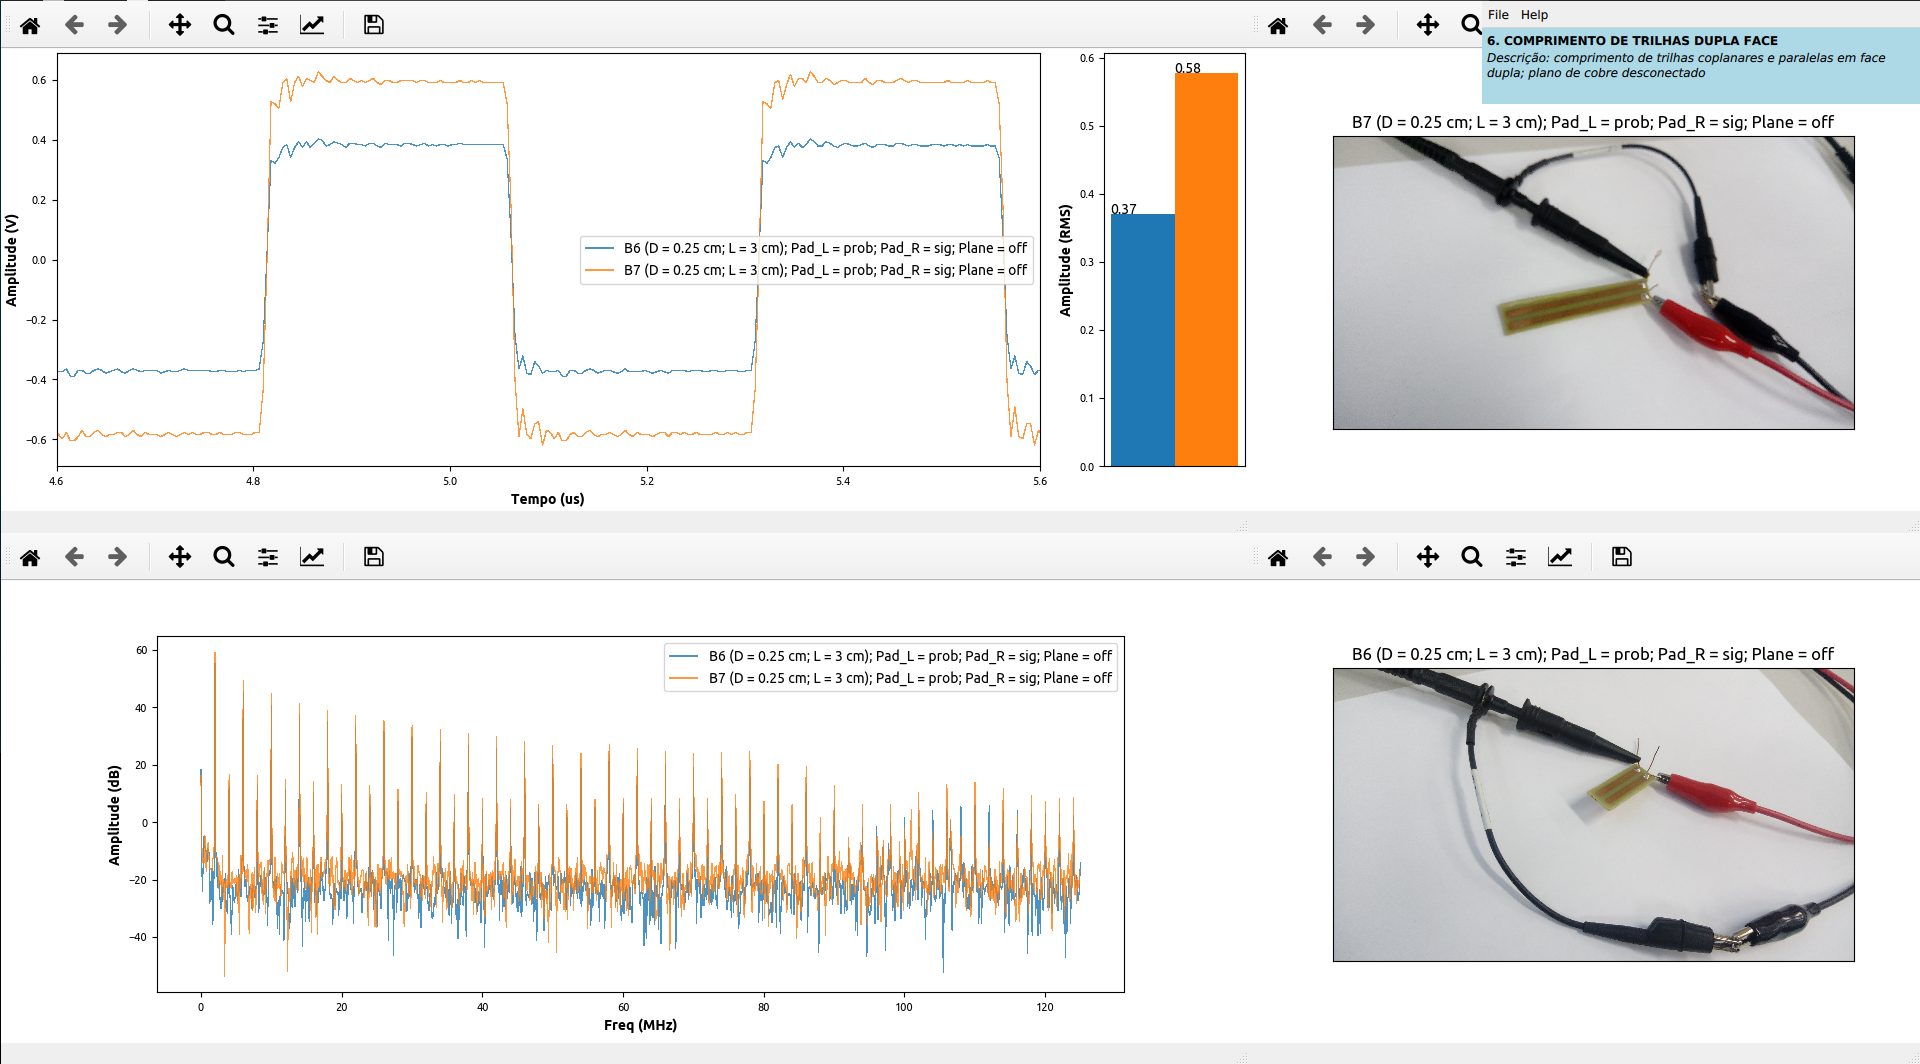 File Help
6. COMPRIMENTO DE TRILHAS DUPLA FACE
Descrição: comprimento de trilhas coplanares e paralelas em face
dupla; plano de cobre desconectado
Amplitude (V)
0.6
0.4
0.2
0.0
−0.2
−0.4
−0.6
B6 (D = 0.25 cm; L = 3 cm); Pad_L = prob; Pad_R = sig; Plane = off
B7 (D = 0.25 cm; L = 3 cm); Pad_L = prob; Pad_R = sig; Plane = off
4.6 4.8 5.0 5.2 5.4 5.6
Tempo (us)
Amplitude (RMS)
0.6
0.5
0.4
0.3
0.2
0.1
0.0
0.58
0.37
B7 (D = 0.25 cm; L = 3 cm); Pad_L = prob; Pad_R = sig; Plane = off
Amplitude (dB)
60
40
20
0
−20
−40
B6 (D = 0.25 cm; L = 3 cm); Pad_L = prob; Pad_R = sig; Plane = off
B7 (D = 0.25 cm; L = 3 cm); Pad_L = prob; Pad_R = sig; Plane = off
0 20 40 60 80 100 120
Freq (MHz)
B6 (D = 0.25 cm; L = 3 cm); Pad_L = prob; Pad_R = sig; Plane = off